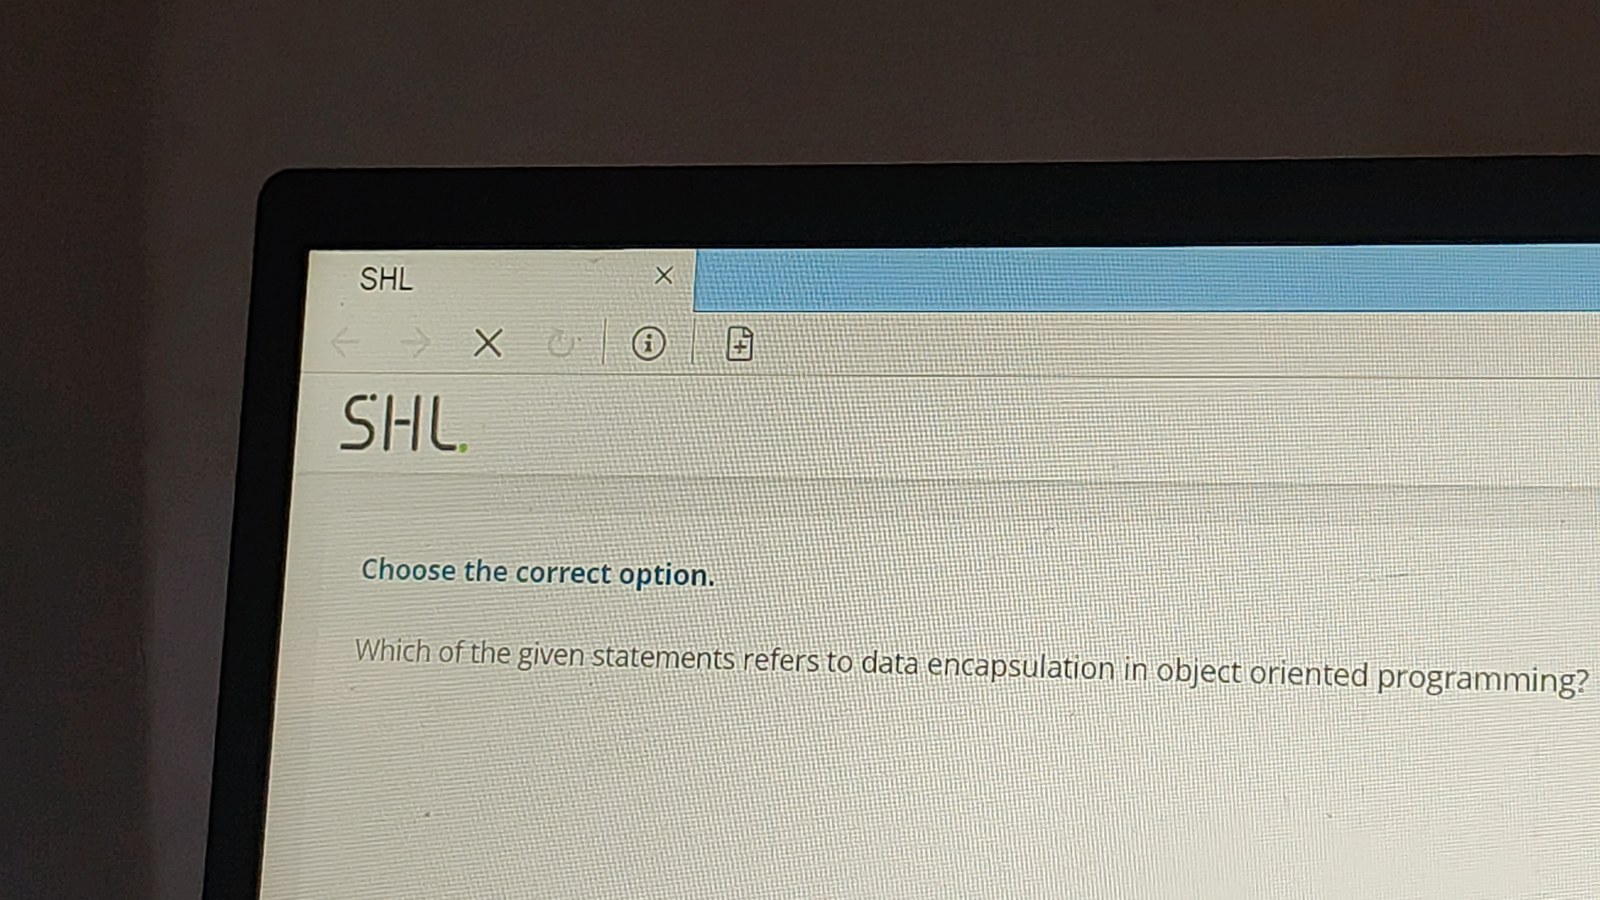 SHL
SHL.
Choose the correct option.
Which of the given statements refers to data encapsulation in object oriented programming?